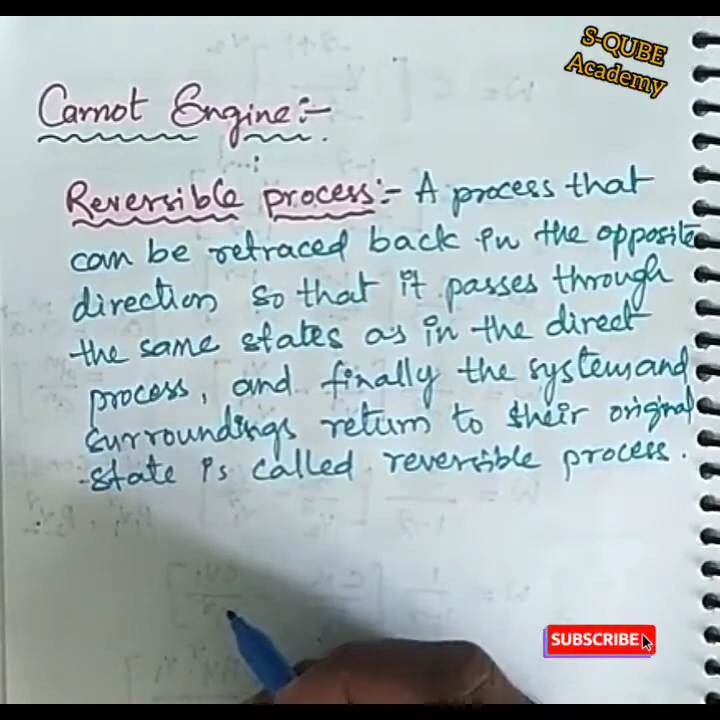 S-QUBE
Academy
Carnot Engine:-
Reversible process:- A process that
can be retraced back in the opposite
direction so that it passes through
the same states as in the direct
process, and finally the system and
surroundings return to their original
state is called reversible process.
SUBSCRIBE